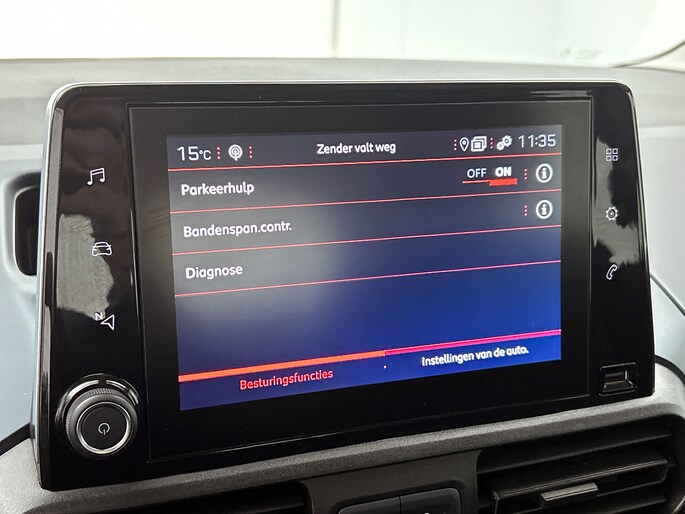 15°C Zender valt weg 11:35
Parkeerhulp OFF ON
Bandenspan.contr.
Diagnose
Besturingsfuncties Instellingen van de auto.
N